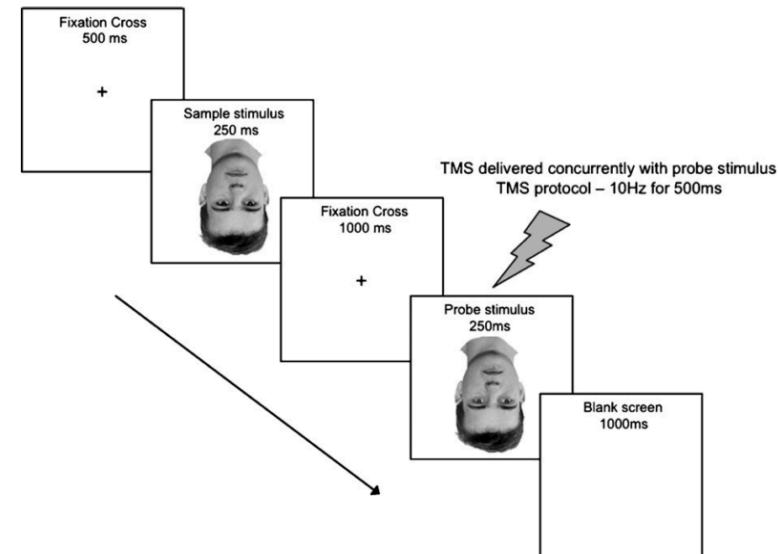 Fixation Cross
500 ms
+
Sample stimulus
250 ms
TMS delivered concurrently with probe stimulus
TMS protocol – 10Hz for 500ms
Fixation Cross
1000 ms
+
Probe stimulus
250ms
Blank screen
1000ms